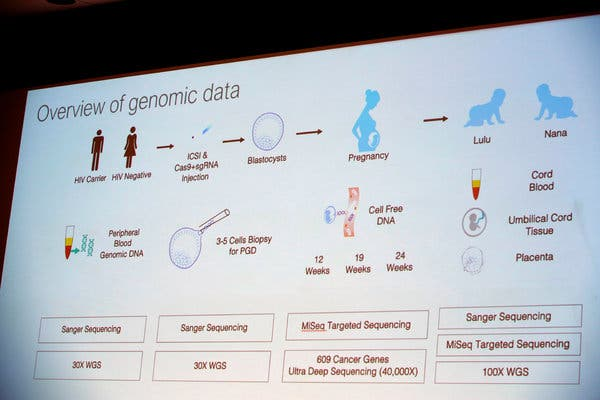 Overview of genomic data
HIV Carrier
HIV Negative
ICSI &
Cas9+sgRNA
Injection
Blastocysts
Pregnancy
Lulu
Nana
Peripheral
Blood
Genomic DNA
3-5 Cells Biopsy
for PGD
Cell Free
DNA
12
Weeks
19
Weeks
24
Weeks
Cord
Blood
Umbilical Cord
Tissue
Placenta
Sanger Sequencing
30X WGS
Sanger Sequencing
30X WGS
MiSeq Targeted Sequencing
609 Cancer Genes
Ultra Deep Sequencing (40,000X)
Sanger Sequencing
MiSeq Targeted Sequencing
100X WGS